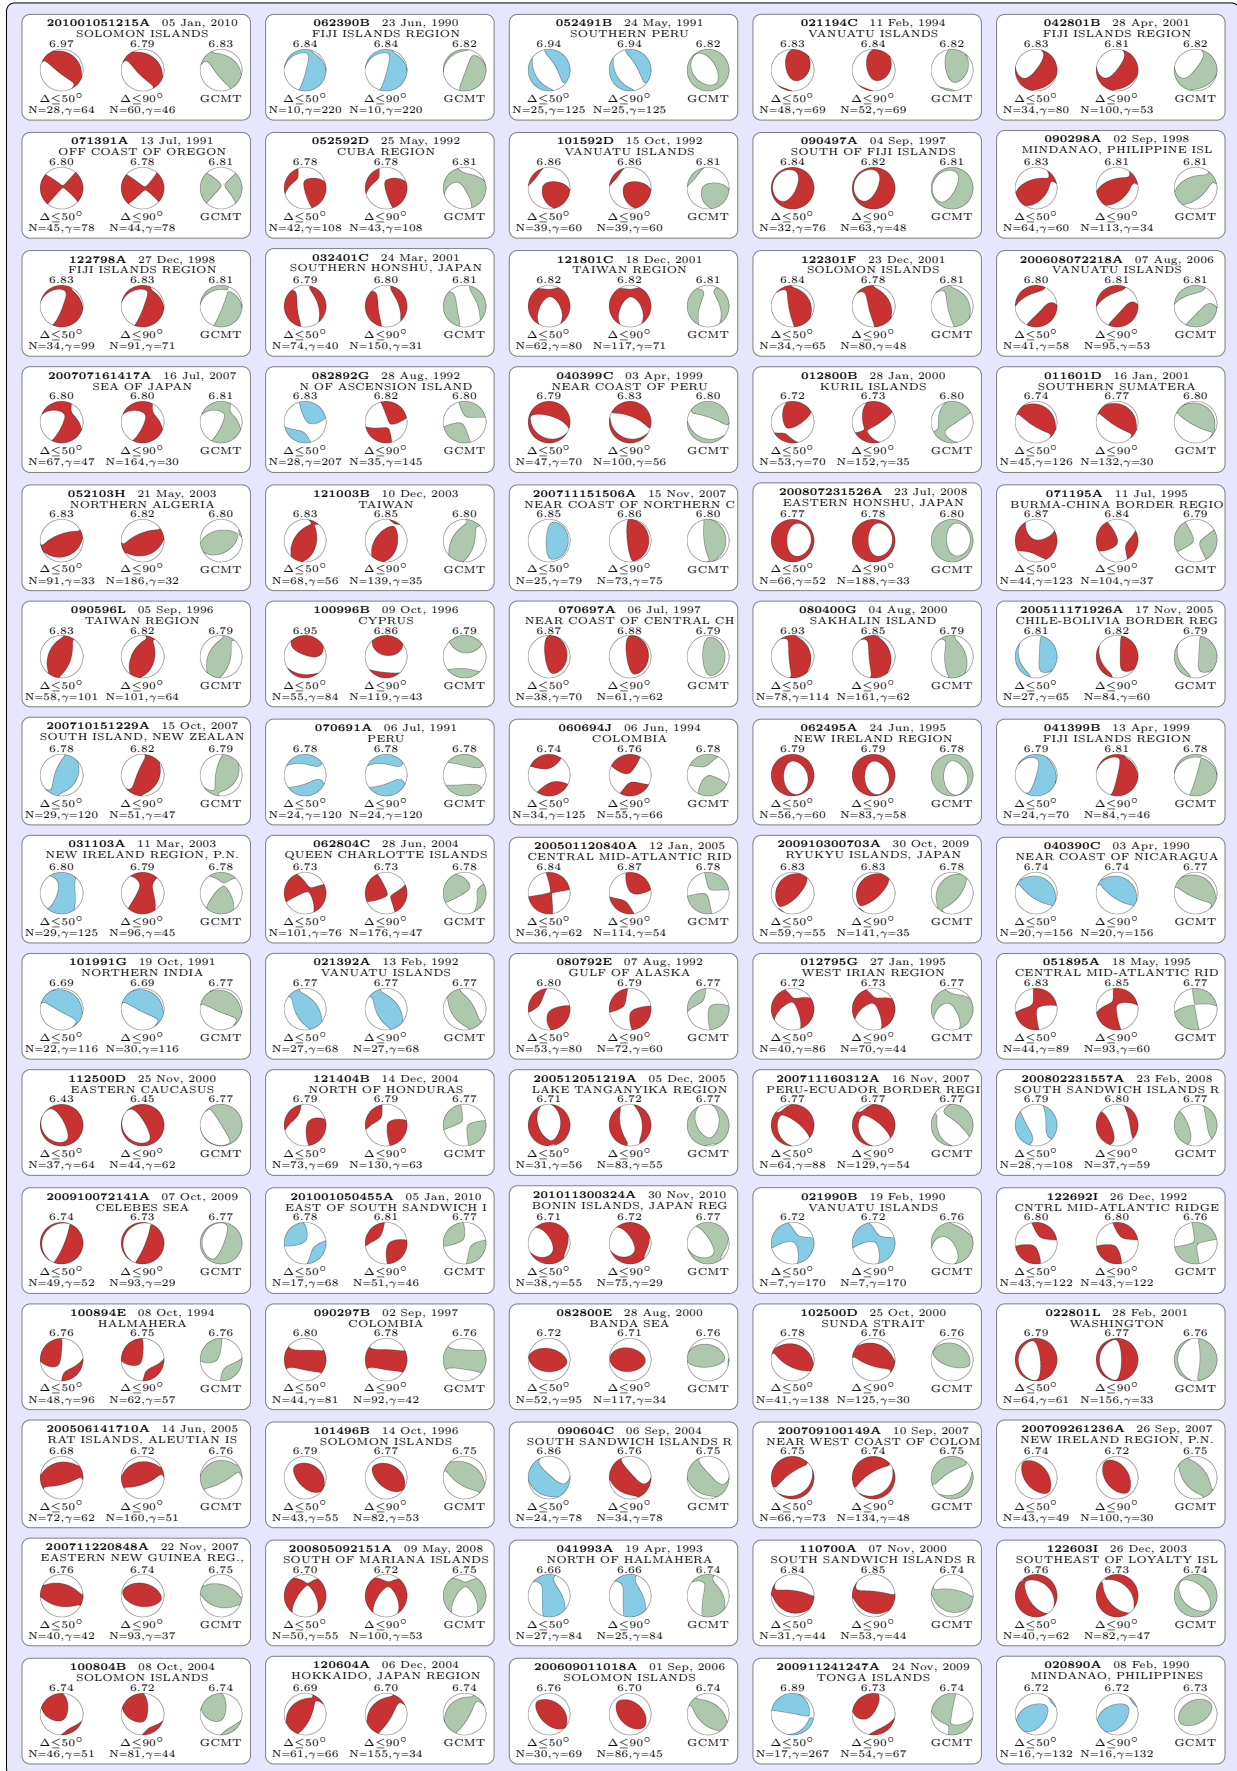 201001051215A 05 Jan, 2010
SOLOMON ISLANDS
6.97 6.79 6.83
Δ≤50° Δ≤90° GCMT
N=28,γ=64 N=60,γ=46
062390B 23 Jun, 1990
FIJI ISLANDS REGION
6.84 6.84 6.82
Δ≤50° Δ≤90° GCMT
N=10,γ=220 N=10,γ=220
052491B 24 May, 1991
SOUTHERN PERU
6.94 6.94 6.82
Δ≤50° Δ≤90° GCMT
N=25,γ=125 N=25,γ=125
021194C 11 Feb, 1994
VANUATU ISLANDS
6.83 6.84 6.82
Δ≤50° Δ≤90° GCMT
N=48,γ=69 N=52,γ=69
042801B 28 Apr, 2001
FIJI ISLANDS REGION
6.83 6.81 6.82
Δ≤50° Δ≤90° GCMT
N=34,γ=80 N=100,γ=53
071391A 13 Jul, 1991
OFF COAST OF OREGON
6.80 6.78 6.81
Δ≤50° Δ≤90° GCMT
N=45,γ=78 N=44,γ=78
052592D 25 May, 1992
CUBA REGION
6.78 6.78 6.81
Δ≤50° Δ≤90° GCMT
N=42,γ=108 N=43,γ=108
101592D 15 Oct, 1992
VANUATU ISLANDS
6.86 6.86 6.81
Δ≤50° Δ≤90° GCMT
N=39,γ=60 N=39,γ=60
090497A 04 Sep, 1997
SOUTH OF FIJI ISLANDS
6.84 6.82 6.81
Δ≤50° Δ≤90° GCMT
N=32,γ=76 N=63,γ=48
090298A 02 Sep, 1998
MINDANAO, PHILIPPINE ISL
6.83 6.81 6.81
Δ≤50° Δ≤90° GCMT
N=64,γ=60 N=113,γ=34
122798A 27 Dec, 1998
FIJI ISLANDS REGION
6.83 6.83 6.81
Δ≤50° Δ≤90° GCMT
N=34,γ=99 N=91,γ=71
032401C 24 Mar, 2001
SOUTHERN HONSHU, JAPAN
6.79 6.80 6.81
Δ≤50° Δ≤90° GCMT
N=74,γ=40 N=150,γ=31
121801C 18 Dec, 2001
TAIWAN REGION
6.82 6.82 6.81
Δ≤50° Δ≤90° GCMT
N=62,γ=80 N=117,γ=71
122301F 23 Dec, 2001
SOLOMON ISLANDS
6.84 6.78 6.81
Δ≤50° Δ≤90° GCMT
N=34,γ=65 N=80,γ=48
200608072218A 07 Aug, 2006
VANUATU ISLANDS
6.80 6.81 6.81
Δ≤50° Δ≤90° GCMT
N=41,γ=58 N=95,γ=53
200707161417A 16 Jul, 2007
SEA OF JAPAN
6.80 6.80 6.81
Δ≤50° Δ≤90° GCMT
N=67,γ=47 N=164,γ=30
082892G 28 Aug, 1992
N OF ASCENSION ISLAND
6.83 6.82 6.80
Δ≤50° Δ≤90° GCMT
N=28,γ=207 N=35,γ=145
040399C 03 Apr, 1999
NEAR COAST OF PERU
6.79 6.83 6.80
Δ≤50° Δ≤90° GCMT
N=47,γ=70 N=100,γ=56
012800B 28 Jan, 2000
KURIL ISLANDS
6.72 6.73 6.80
Δ≤50° Δ≤90° GCMT
N=53,γ=70 N=152,γ=35
011601D 16 Jan, 2001
SOUTHERN SUMATERA
6.74 6.77 6.80
Δ≤50° Δ≤90° GCMT
N=45,γ=126 N=132,γ=30
052103H 21 May, 2003
NORTHERN ALGERIA
6.83 6.82 6.80
Δ≤50° Δ≤90° GCMT
N=91,γ=33 N=186,γ=32
121003B 10 Dec, 2003
TAIWAN
6.83 6.85 6.80
Δ≤50° Δ≤90° GCMT
N=68,γ=56 N=139,γ=35
200711151506A 15 Nov, 2007
NEAR COAST OF NORTHERN C
6.85 6.86 6.80
Δ≤50° Δ≤90° GCMT
N=25,γ=79 N=73,γ=75
200807231526A 23 Jul, 2008
EASTERN HONSHU, JAPAN
6.77 6.78 6.80
Δ≤50° Δ≤90° GCMT
N=66,γ=52 N=188,γ=33
071195A 11 Jul, 1995
BURMA-CHINA BORDER REGIO
6.87 6.84 6.79
Δ≤50° Δ≤90° GCMT
N=44,γ=123 N=104,γ=37
090596L 05 Sep, 1996
TAIWAN REGION
6.83 6.82 6.79
Δ≤50° Δ≤90° GCMT
N=58,γ=101 N=101,γ=64
100996B 09 Oct, 1996
CYPRUS
6.95 6.86 6.79
Δ≤50° Δ≤90° GCMT
N=55,γ=84 N=119,γ=43
070697A 06 Jul, 1997
NEAR COAST OF CENTRAL CH
6.87 6.88 6.79
Δ≤50° Δ≤90° GCMT
N=38,γ=70 N=61,γ=62
080400G 04 Aug, 2000
SAKHALIN ISLAND
6.93 6.85 6.79
Δ≤50° Δ≤90° GCMT
N=78,γ=114 N=161,γ=62
200511171926A 17 Nov, 2005
CHILE-BOLIVIA BORDER REG
6.81 6.82 6.79
Δ≤50° Δ≤90° GCMT
N=27,γ=65 N=84,γ=60
200710151229A 15 Oct, 2007
SOUTH ISLAND, NEW ZEALAN
6.78 6.82 6.79
Δ≤50° Δ≤90° GCMT
N=29,γ=120 N=51,γ=47
070691A 06 Jul, 1991
PERU
6.78 6.78 6.78
Δ≤50° Δ≤90° GCMT
N=24,γ=120 N=24,γ=120
060694J 06 Jun, 1994
COLOMBIA
6.74 6.76 6.78
Δ≤50° Δ≤90° GCMT
N=34,γ=125 N=55,γ=66
062495A 24 Jun, 1995
NEW IRELAND REGION
6.79 6.79 6.78
Δ≤50° Δ≤90° GCMT
N=56,γ=60 N=83,γ=58
041399B 13 Apr, 1999
FIJI ISLANDS REGION
6.79 6.81 6.78
Δ≤50° Δ≤90° GCMT
N=24,γ=70 N=84,γ=46
031103A 11 Mar, 2003
NEW IRELAND REGION, P.N.
6.80 6.79 6.78
Δ≤50° Δ≤90° GCMT
N=29,γ=125 N=96,γ=45
062804C 28 Jun, 2004
QUEEN CHARLOTTE ISLANDS
6.73 6.73 6.78
Δ≤50° Δ≤90° GCMT
N=101,γ=76 N=176,γ=47
200501120840A 12 Jan, 2005
CENTRAL MID-ATLANTIC RID
6.84 6.87 6.78
Δ≤50° Δ≤90° GCMT
N=36,γ=62 N=114,γ=54
200910300703A 30 Oct, 2009
RYUKYU ISLANDS, JAPAN
6.83 6.83 6.78
Δ≤50° Δ≤90° GCMT
N=59,γ=55 N=141,γ=35
040390C 03 Apr, 1990
NEAR COAST OF NICARAGUA
6.74 6.74 6.77
Δ≤50° Δ≤90° GCMT
N=20,γ=156 N=20,γ=156
101991G 19 Oct, 1991
NORTHERN INDIA
6.69 6.69 6.77
Δ≤50° Δ≤90° GCMT
N=22,γ=116 N=30,γ=116
021392A 13 Feb, 1992
VANUATU ISLANDS
6.77 6.77 6.77
Δ≤50° Δ≤90° GCMT
N=27,γ=68 N=27,γ=68
080792E 07 Aug, 1992
GULF OF ALASKA
6.80 6.79 6.77
Δ≤50° Δ≤90° GCMT
N=53,γ=80 N=72,γ=60
012795G 27 Jan, 1995
WEST IRIAN REGION
6.72 6.73 6.77
Δ≤50° Δ≤90° GCMT
N=40,γ=86 N=70,γ=44
051895A 18 May, 1995
CENTRAL MID-ATLANTIC RID
6.83 6.85 6.77
Δ≤50° Δ≤90° GCMT
N=44,γ=89 N=93,γ=60
112500D 25 Nov, 2000
EASTERN CAUCASUS
6.43 6.45 6.77
Δ≤50° Δ≤90° GCMT
N=37,γ=64 N=44,γ=62
121404B 14 Dec, 2004
NORTH OF HONDURAS
6.79 6.79 6.77
Δ≤50° Δ≤90° GCMT
N=73,γ=69 N=130,γ=63
200512051219A 05 Dec, 2005
LAKE TANGANYIKA REGION
6.71 6.72 6.77
Δ≤50° Δ≤90° GCMT
N=31,γ=56 N=83,γ=55
200711160312A 16 Nov, 2007
PERU-ECUADOR BORDER REGI
6.77 6.77 6.77
Δ≤50° Δ≤90° GCMT
N=64,γ=88 N=129,γ=54
200802231557A 23 Feb, 2008
SOUTH SANDWICH ISLANDS R
6.79 6.80 6.77
Δ≤50° Δ≤90° GCMT
N=28,γ=108 N=37,γ=59
200910072141A 07 Oct, 2009
CELEBES SEA
6.74 6.73 6.77
Δ≤50° Δ≤90° GCMT
N=49,γ=52 N=93,γ=29
201001050455A 05 Jan, 2010
EAST OF SOUTH SANDWICH I
6.78 6.81 6.77
Δ≤50° Δ≤90° GCMT
N=17,γ=68 N=51,γ=46
201011300324A 30 Nov, 2010
BONIN ISLANDS, JAPAN REG
6.71 6.72 6.77
Δ≤50° Δ≤90° GCMT
N=38,γ=55 N=75,γ=29
021990B 19 Feb, 1990
VANUATU ISLANDS
6.72 6.72 6.76
Δ≤50° Δ≤90° GCMT
N=7,γ=170 N=7,γ=170
122692I 26 Dec, 1992
CNTRL MID-ATLANTIC RIDGE
6.80 6.80 6.76
Δ≤50° Δ≤90° GCMT
N=43,γ=122 N=43,γ=122
100894E 08 Oct, 1994
HALMAHERA
6.76 6.75 6.76
Δ≤50° Δ≤90° GCMT
N=48,γ=96 N=62,γ=57
090297B 02 Sep, 1997
COLOMBIA
6.80 6.78 6.76
Δ≤50° Δ≤90° GCMT
N=44,γ=81 N=92,γ=42
082800E 28 Aug, 2000
BANDA SEA
6.72 6.71 6.76
Δ≤50° Δ≤90° GCMT
N=52,γ=95 N=117,γ=34
102500D 25 Oct, 2000
SUNDA STRAIT
6.78 6.76 6.76
Δ≤50° Δ≤90° GCMT
N=41,γ=138 N=125,γ=30
022801L 28 Feb, 2001
WASHINGTON
6.79 6.77 6.76
Δ≤50° Δ≤90° GCMT
N=64,γ=61 N=156,γ=33
200506141710A 14 Jun, 2005
RAT ISLANDS, ALEUTIAN IS
6.68 6.72 6.76
Δ≤50° Δ≤90° GCMT
N=72,γ=62 N=160,γ=51
101496B 14 Oct, 1996
SOLOMON ISLANDS
6.79 6.77 6.75
Δ≤50° Δ≤90° GCMT
N=43,γ=55 N=82,γ=53
090604C 06 Sep, 2004
SOUTH SANDWICH ISLANDS R
6.86 6.76 6.75
Δ≤50° Δ≤90° GCMT
N=24,γ=78 N=34,γ=78
200709100149A 10 Sep, 2007
NEAR WEST COAST OF COLOM
6.75 6.74 6.75
Δ≤50° Δ≤90° GCMT
N=66,γ=73 N=134,γ=48
200709261236A 26 Sep, 2007
NEW IRELAND REGION, P.N.
6.74 6.72 6.75
Δ≤50° Δ≤90° GCMT
N=43,γ=49 N=100,γ=30
200711220848A 22 Nov, 2007
EASTERN NEW GUINEA REG.,
6.76 6.74 6.75
Δ≤50° Δ≤90° GCMT
N=40,γ=42 N=93,γ=37
200805092151A 09 May, 2008
SOUTH OF MARIANA ISLANDS
6.70 6.72 6.75
Δ≤50° Δ≤90° GCMT
N=50,γ=55 N=100,γ=53
041993A 19 Apr, 1993
NORTH OF HALMAHERA
6.66 6.66 6.74
Δ≤50° Δ≤90° GCMT
N=27,γ=84 N=25,γ=84
110700A 07 Nov, 2000
SOUTH SANDWICH ISLANDS R
6.84 6.85 6.74
Δ≤50° Δ≤90° GCMT
N=31,γ=44 N=53,γ=44
122603I 26 Dec, 2003
SOUTHEAST OF LOYALTY ISL
6.76 6.73 6.74
Δ≤50° Δ≤90° GCMT
N=40,γ=62 N=82,γ=47
100804B 08 Oct, 2004
SOLOMON ISLANDS
6.74 6.72 6.74
Δ≤50° Δ≤90° GCMT
N=46,γ=51 N=81,γ=44
120604A 06 Dec, 2004
HOKKAIDO, JAPAN REGION
6.69 6.70 6.74
Δ≤50° Δ≤90° GCMT
N=61,γ=66 N=155,γ=34
200609011018A 01 Sep, 2006
SOLOMON ISLANDS
6.76 6.70 6.74
Δ≤50° Δ≤90° GCMT
N=30,γ=69 N=86,γ=45
200911241247A 24 Nov, 2009
TONGA ISLANDS
6.89 6.73 6.74
Δ≤50° Δ≤90° GCMT
N=17,γ=267 N=54,γ=67
020890A 08 Feb, 1990
MINDANAO, PHILIPPINES
6.72 6.72 6.73
Δ≤50° Δ≤90° GCMT
N=16,γ=132 N=16,γ=132